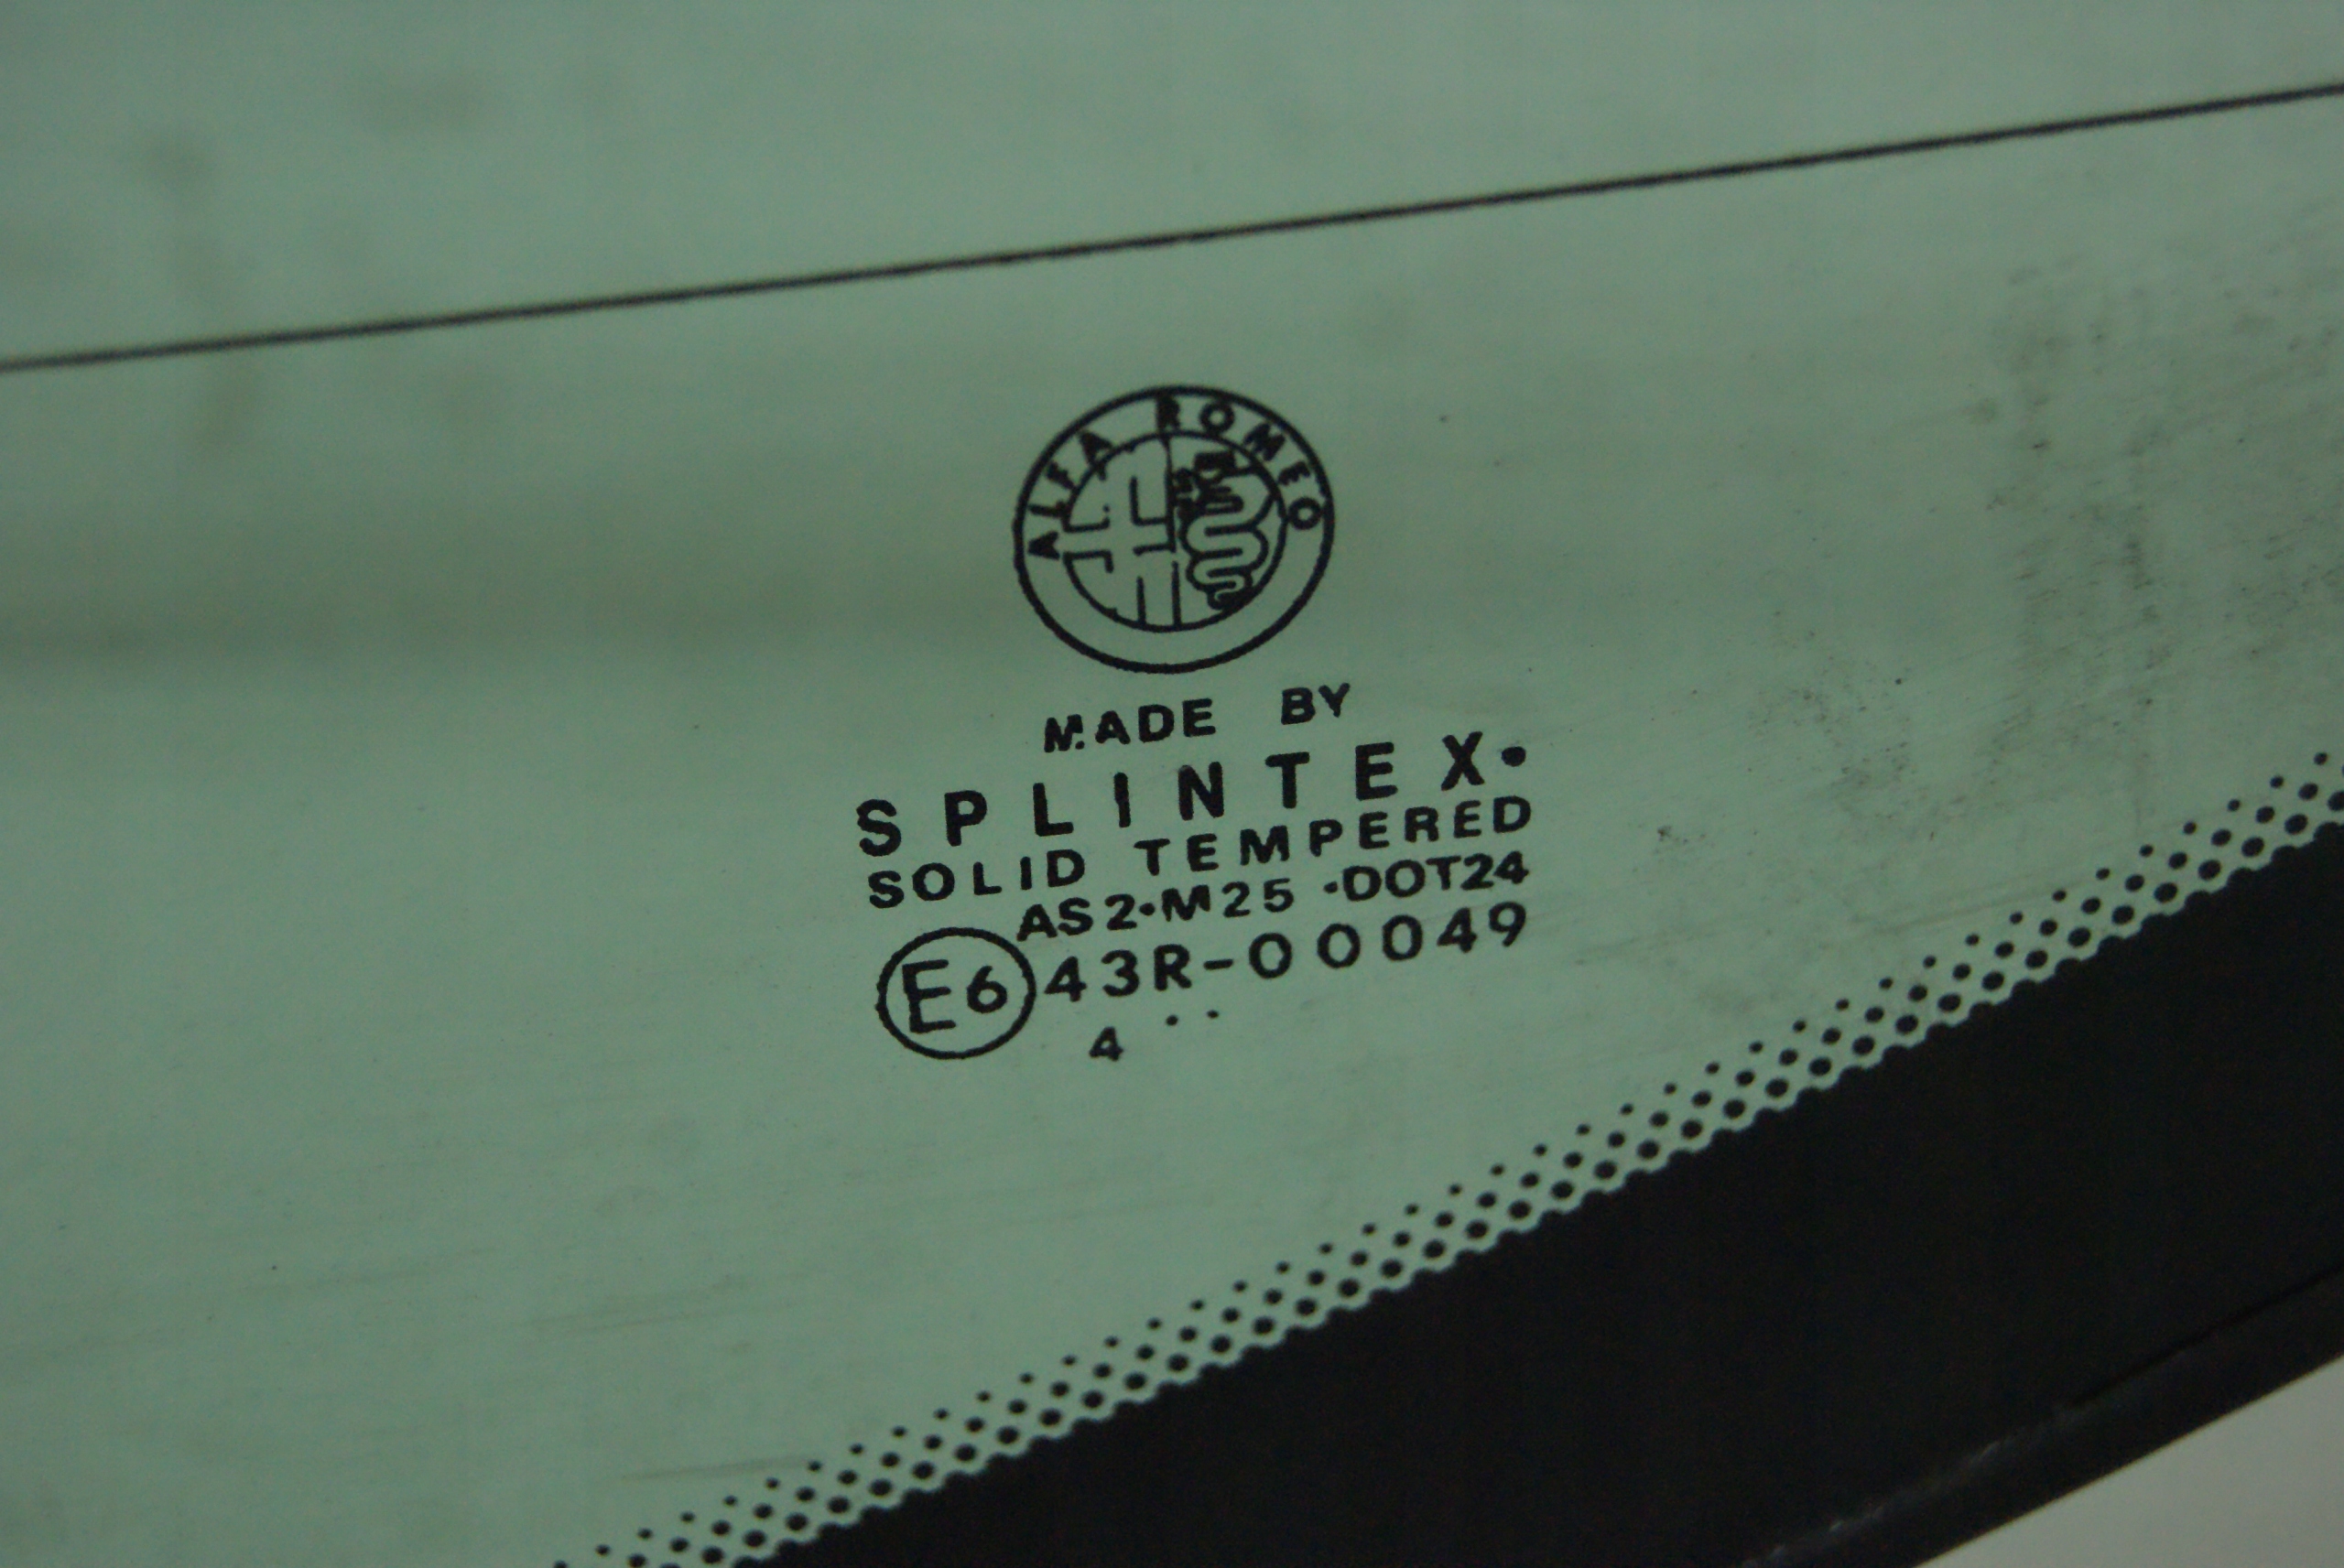 ALFA ROMEO
MADE BY
SPLINTEX•
SOLID TEMPERED
AS2•M25 •DOT24
E6 43R-00049
4 ··